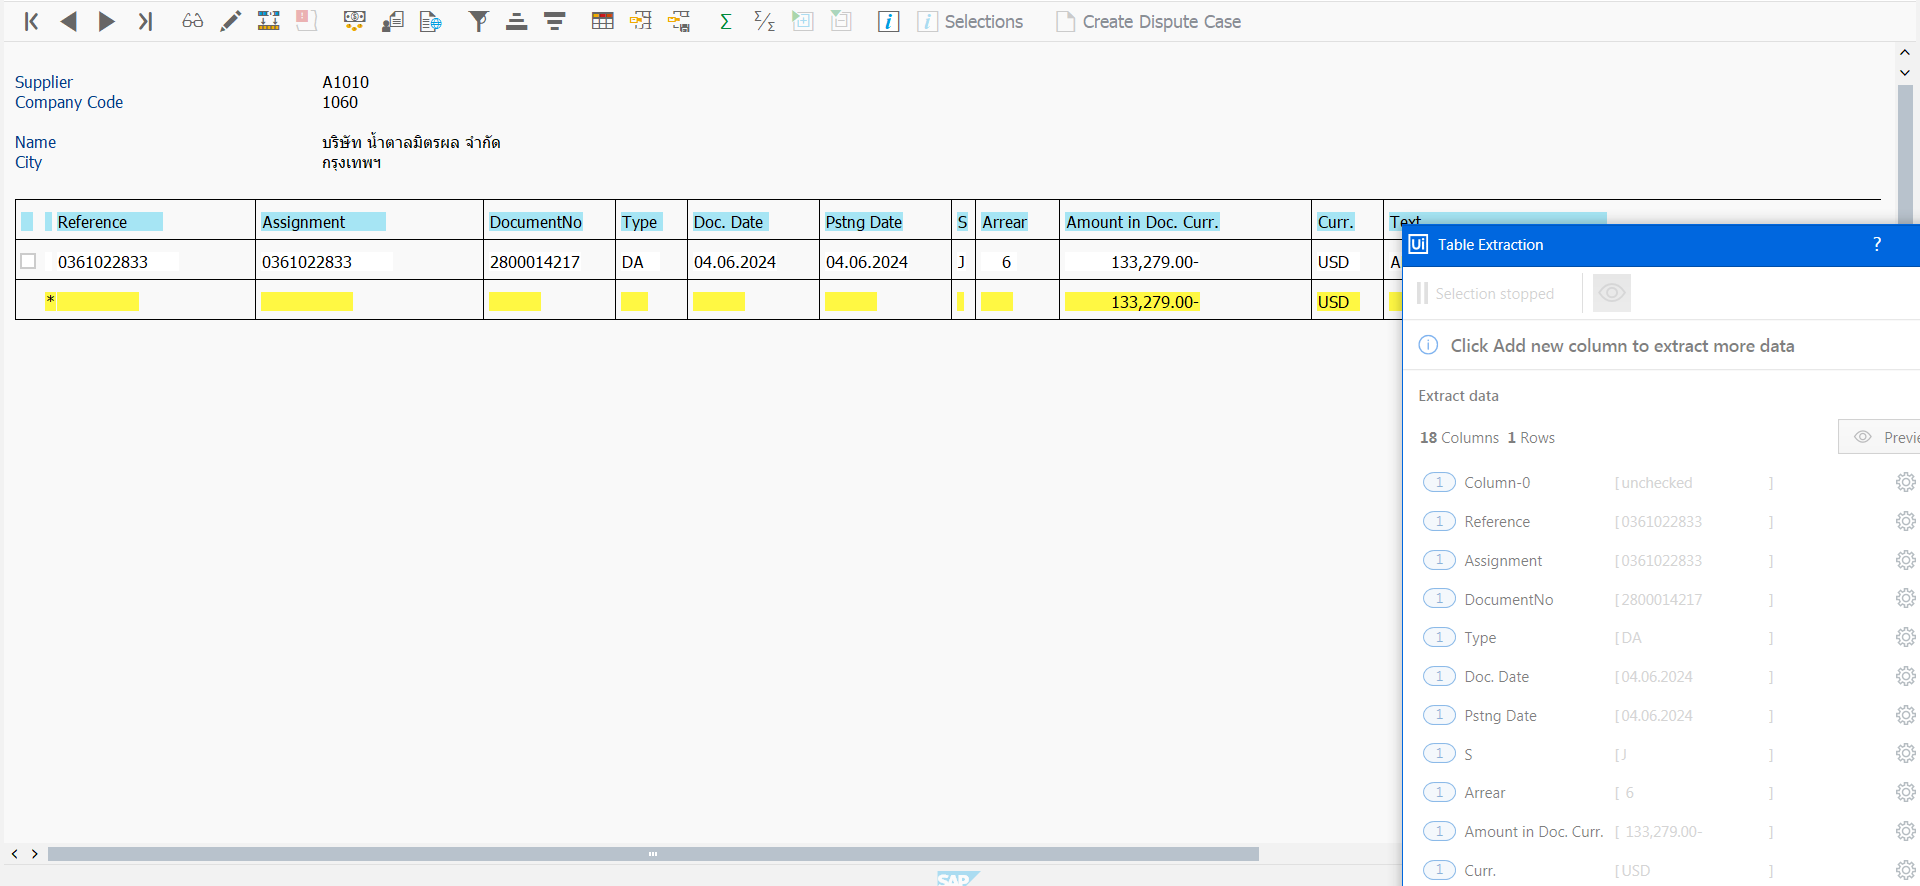 Selections Create Dispute Case
Supplier A1010
Company Code 1060
Name บริษัท น้ำตาลมิตรผล จำกัด
City กรุงเทพฯ
Reference Assignment DocumentNo Type Doc. Date Pstng Date S Arrear Amount in Doc. Curr. Curr. Text
0361022833 0361022833 2800014217 DA 04.06.2024 04.06.2024 J 6 133,279.00- USD A
* 133,279.00- USD
Ui Table Extraction ?
Selection stopped
Click Add new column to extract more data
Extract data
18 Columns 1 Rows
Previe
1 Column-0 [unchecked ]
1 Reference [0361022833 ]
1 Assignment [0361022833 ]
1 DocumentNo [2800014217 ]
1 Type [DA ]
1 Doc. Date [04.06.2024 ]
1 Pstng Date [04.06.2024 ]
1 S [J ]
1 Arrear [ 6 ]
1 Amount in Doc. Curr. [ 133,279.00- ]
1 Curr. [USD ]
SAP